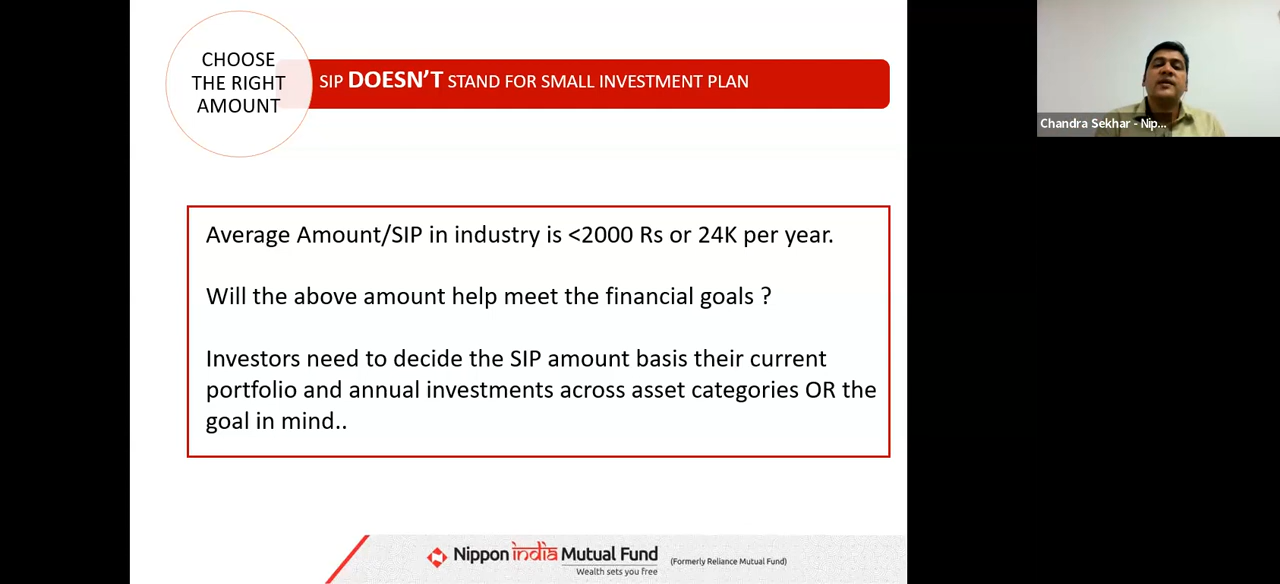 CHOOSE
THE RIGHT
AMOUNT
SIP DOESN’T STAND FOR SMALL INVESTMENT PLAN
Average Amount/SIP in industry is <2000 Rs or 24K per year.
Will the above amount help meet the financial goals ?
Investors need to decide the SIP amount basis their current
portfolio and annual investments across asset categories OR the
goal in mind..
Nippon india Mutual Fund
Wealth sets you free
(Formerly Reliance Mutual Fund)
Chandra Sekhar - Nip...